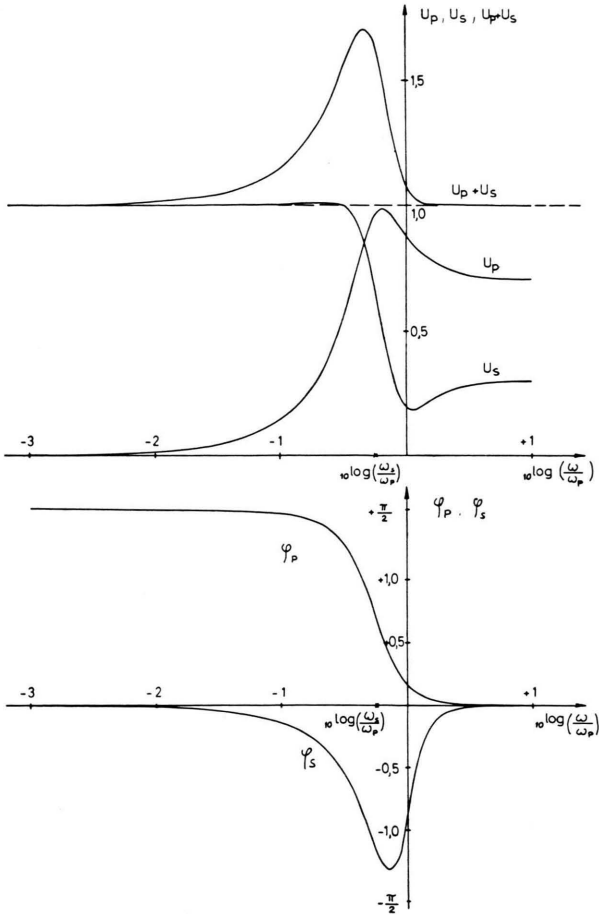 U_p, U_s, U_p+U_s
1,5
U_p + U_s
1,0
U_p
0,5
U_s
-3 -2 -1 +1
₁₀log(ω_s/ω_p) ₁₀log(ω/ω_p)
+π/2 φ_p . φ_s
φ_p
+1,0
+0,5
-3 -2 -1 +1
₁₀log(ω_s/ω_p) ₁₀log(ω/ω_p)
φ_s
-0,5
-1,0
-π/2